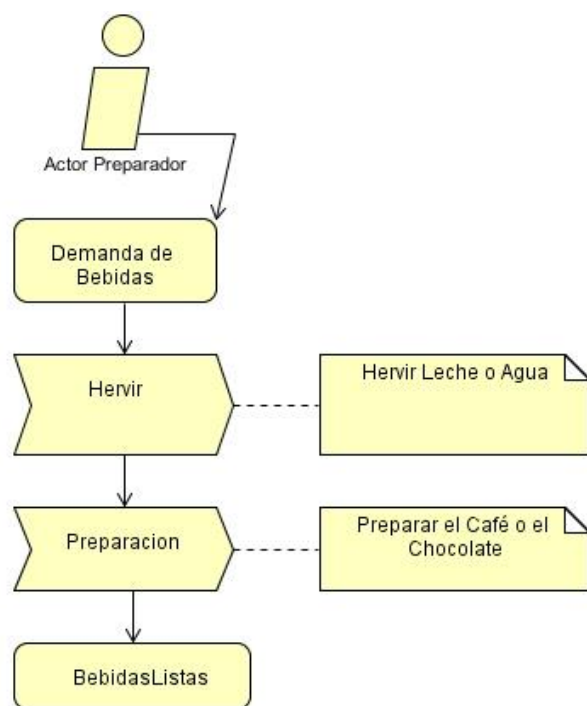 Actor Preparador
Demanda de
Bebidas
Hervir
Hervir Leche o Agua
Preparacion
Preparar el Café o el
Chocolate
BebidasListas